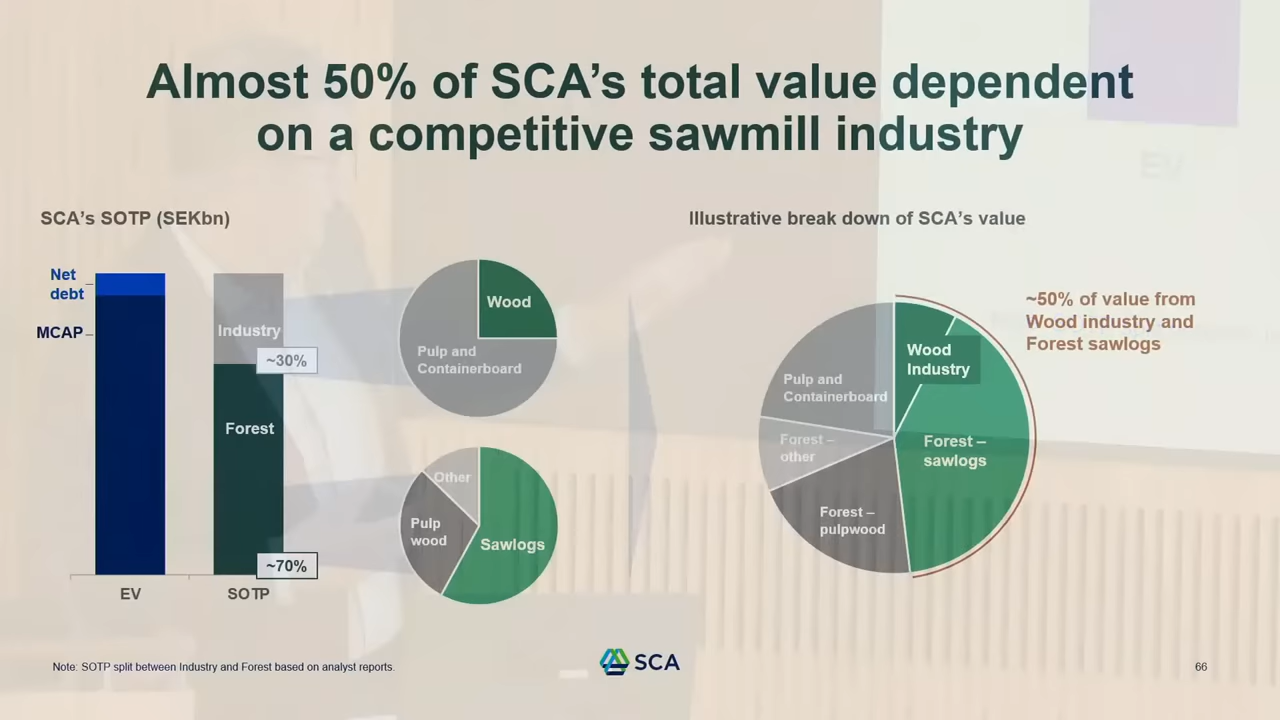 Almost 50% of SCA’s total value dependent
on a competitive sawmill industry
SCA’s SOTP (SEKbn)
Net
debt
MCAP
Industry
~30%
Forest
~70%
EV
SOTP
Wood
Pulp and
Containerboard
Other
Pulp
wood
Sawlogs
Illustrative break down of SCA’s value
~50% of value from
Wood industry and
Forest sawlogs
Wood
Industry
Pulp and
Containerboard
Forest –
other
Forest –
sawlogs
Forest –
pulpwood
Note: SOTP split between Industry and Forest based on analyst reports.
SCA
66